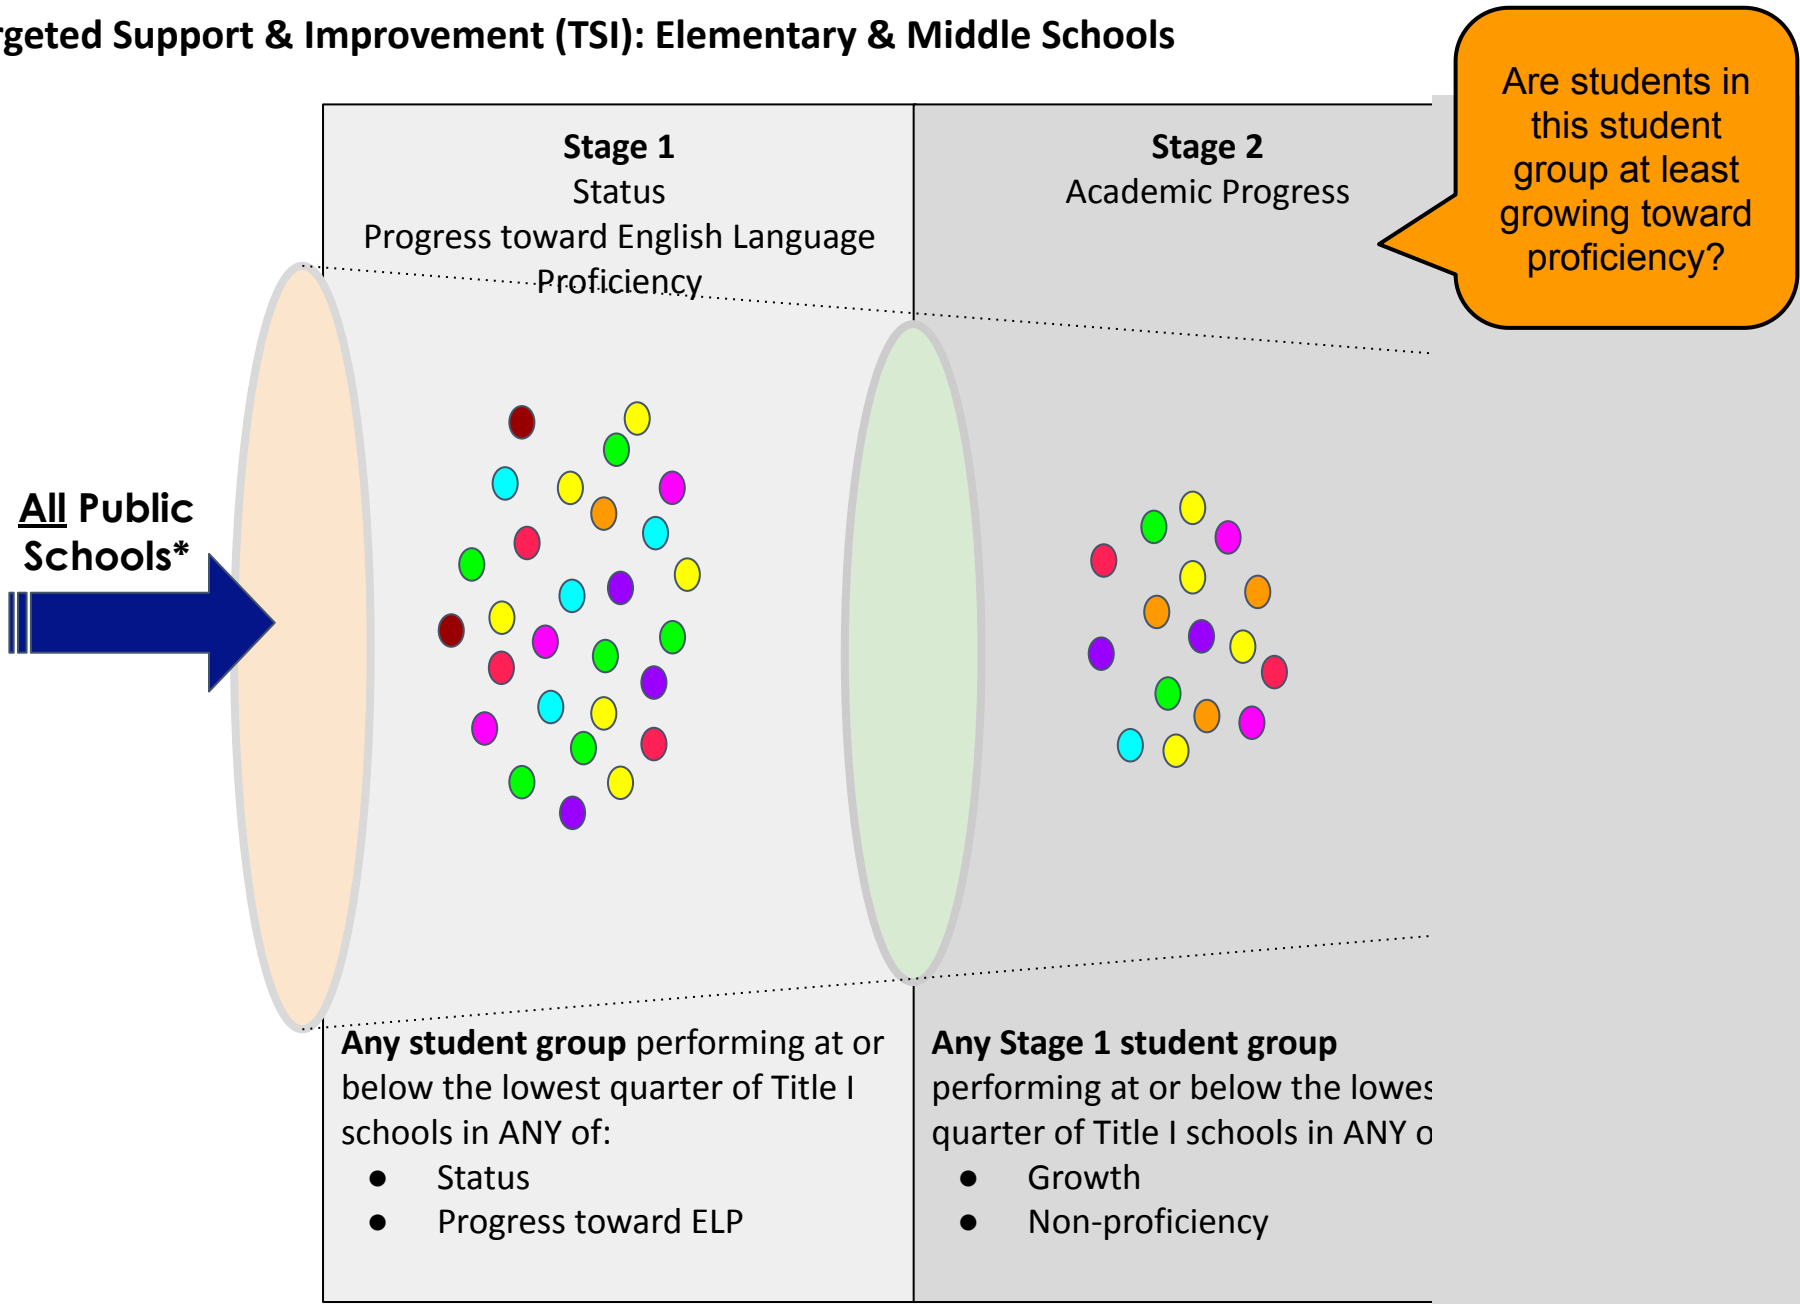 rgeted Support & Improvement (TSI): Elementary & Middle Schools
Are students in
this student
group at least
growing toward
proficiency?
Stage 1
Status
Progress toward English Language
Proficiency
Stage 2
Academic Progress
All Public
Schools*
Any student group performing at or
below the lowest quarter of Title I
schools in ANY of:
● Status
● Progress toward ELP
Any Stage 1 student group
performing at or below the lowes
quarter of Title I schools in ANY o
● Growth
● Non-proficiency